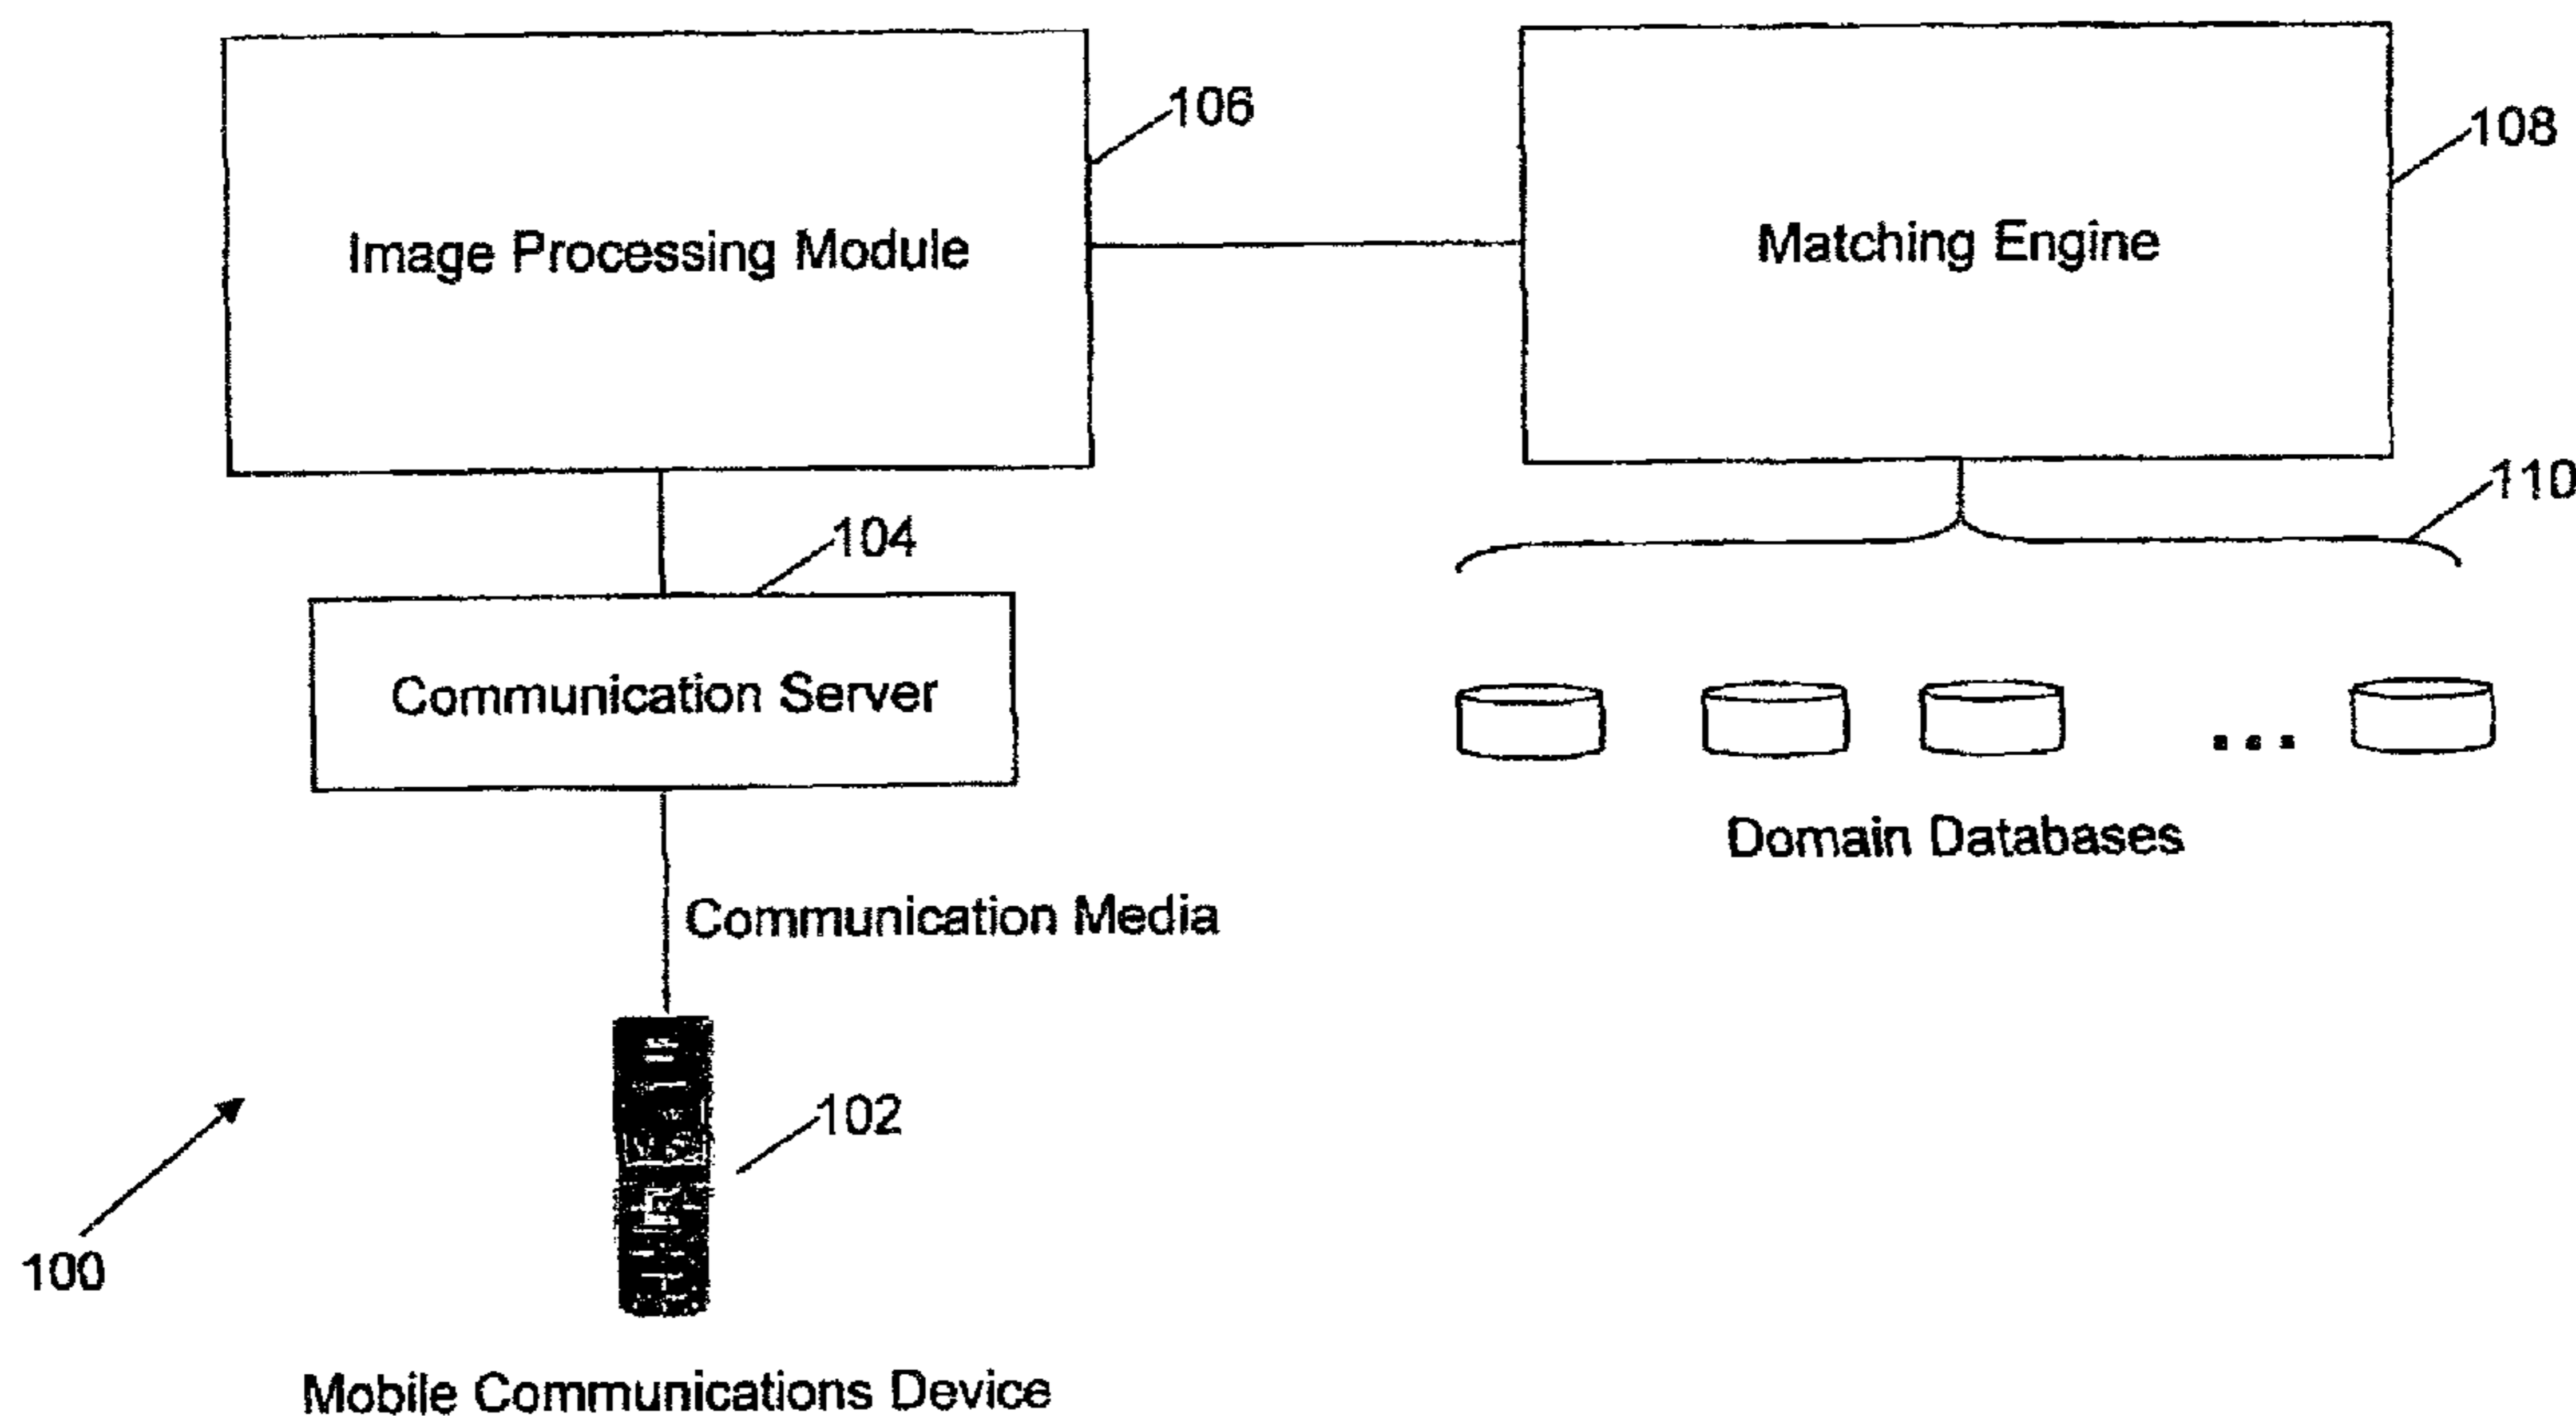 106
108
Image Processing Module
Matching Engine
110
104
Communication Server
Domain Databases
Communication Media
102
100
Mobile Communications Device